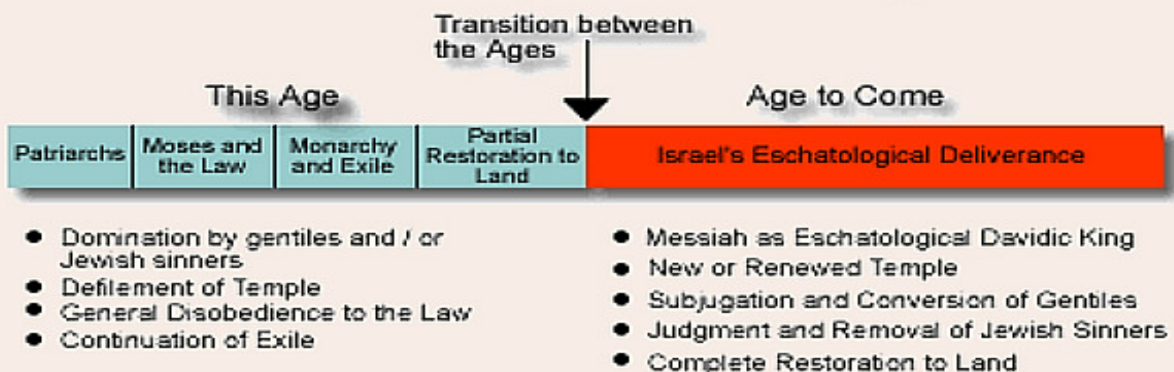 Transition between
the Ages
This Age
Age to Come
Patriarchs
Moses and
the Law
Monarchy
and Exile
Partial
Restoration to
Land
Israel's Eschatological Deliverance
● Domination by gentiles and / or
Jewish sinners
● Defilement of Temple
● General Disobedience to the Law
● Continuation of Exile
● Messiah as Eschatological Davidic King
● New or Renewed Temple
● Subjugation and Conversion of Gentiles
● Judgment and Removal of Jewish Sinners
● Complete Restoration to Land